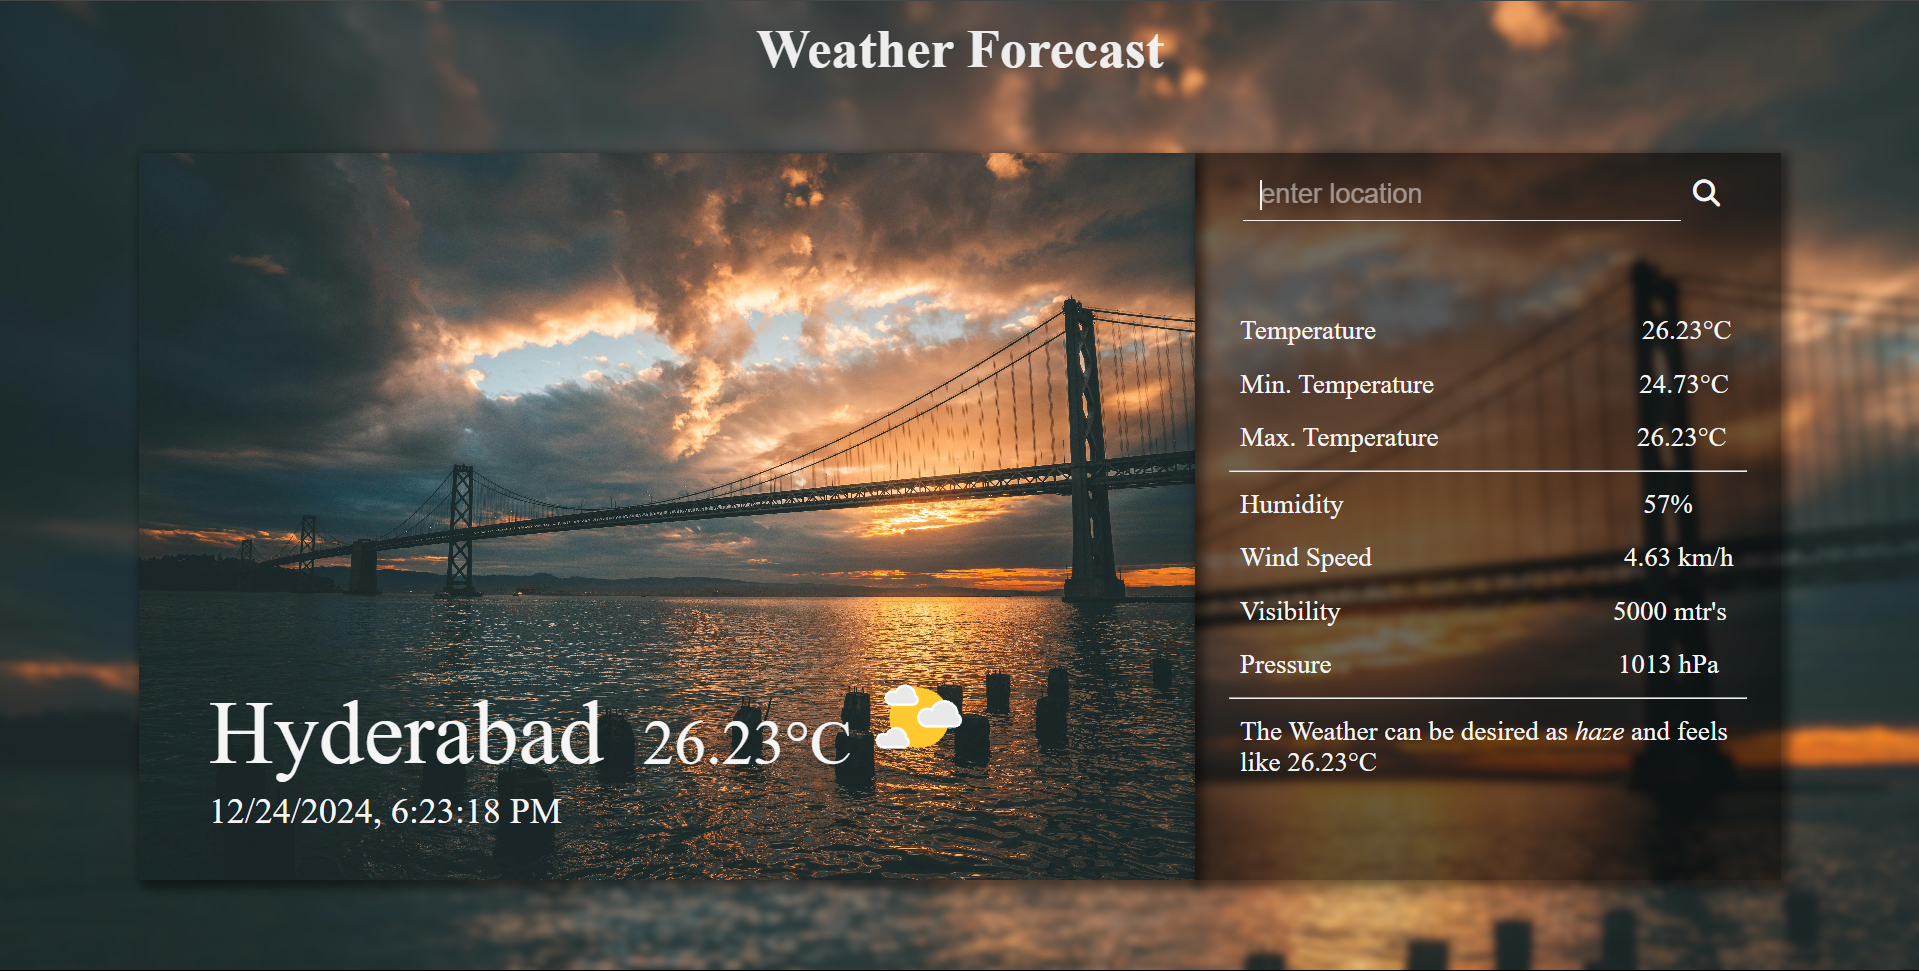 Weather Forecast
enter location
Temperature 26.23°C
Min. Temperature 24.73°C
Max. Temperature 26.23°C
Humidity 57%
Wind Speed 4.63 km/h
Visibility 5000 mtr's
Pressure 1013 hPa
The Weather can be desired as haze and feels
like 26.23°C
Hyderabad 26.23°C
12/24/2024, 6:23:18 PM